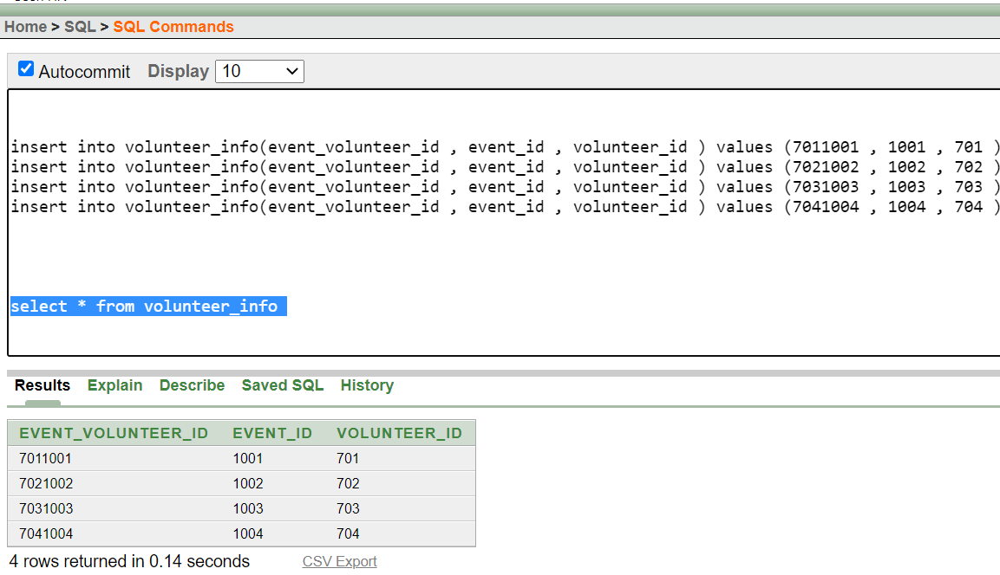 Home > SQL > SQL Commands
Autocommit Display 10
insert into volunteer_info(event_volunteer_id , event_id , volunteer_id ) values (7011001 , 1001 , 701 )
insert into volunteer_info(event_volunteer_id , event_id , volunteer_id ) values (7021002 , 1002 , 702 )
insert into volunteer_info(event_volunteer_id , event_id , volunteer_id ) values (7031003 , 1003 , 703 )
insert into volunteer_info(event_volunteer_id , event_id , volunteer_id ) values (7041004 , 1004 , 704 )
select * from volunteer_info
Results Explain Describe Saved SQL History
EVENT_VOLUNTEER_ID EVENT_ID VOLUNTEER_ID
7011001 1001 701
7021002 1002 702
7031003 1003 703
7041004 1004 704
4 rows returned in 0.14 seconds CSV Export